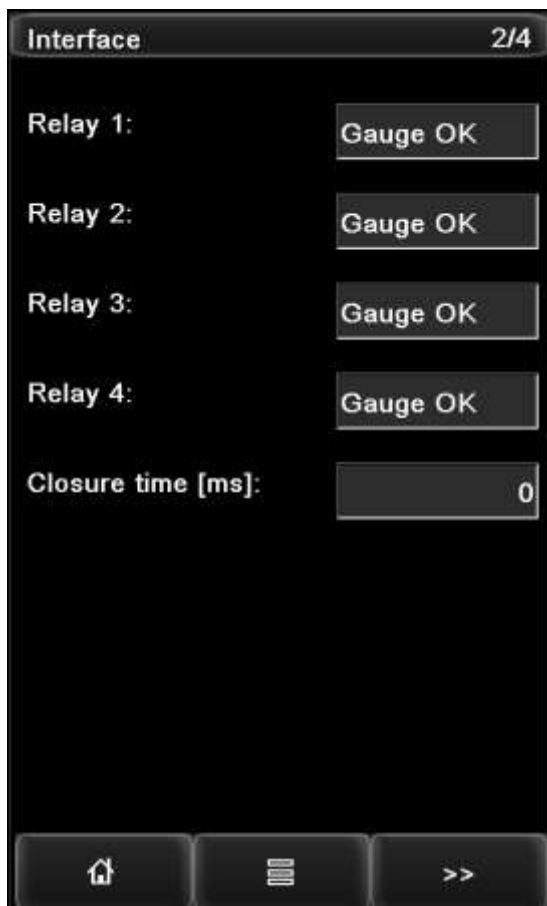 Interface 2/4
Relay 1: Gauge OK
Relay 2: Gauge OK
Relay 3: Gauge OK
Relay 4: Gauge OK
Closure time [ms]: 0
>>